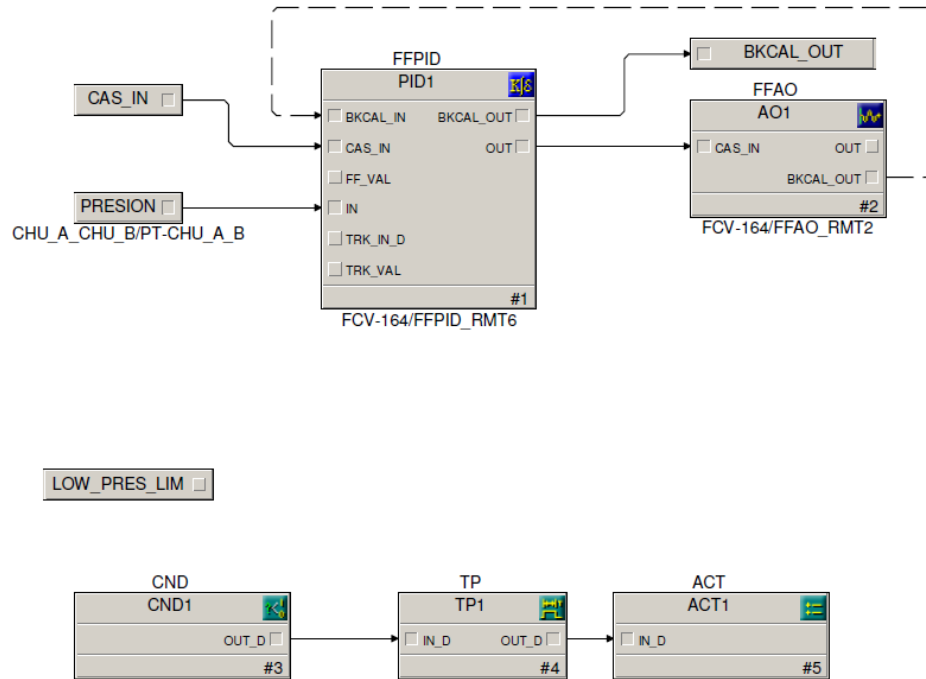 FFPID
PID1
BKCAL_IN
BKCAL_OUT
CAS_IN
OUT
FF_VAL
IN
TRK_IN_D
TRK_VAL
#1
FCV-164/FFPID_RMT6
CAS_IN
PRESION
CHU_A_CHU_B/PT-CHU_A_B
BKCAL_OUT
FFAO
AO1
CAS_IN
OUT
BKCAL_OUT
#2
FCV-164/FFAO_RMT2
LOW_PRES_LIM
CND
CND1
OUT_D
#3
TP
TP1
IN_D
OUT_D
#4
ACT
ACT1
IN_D
#5